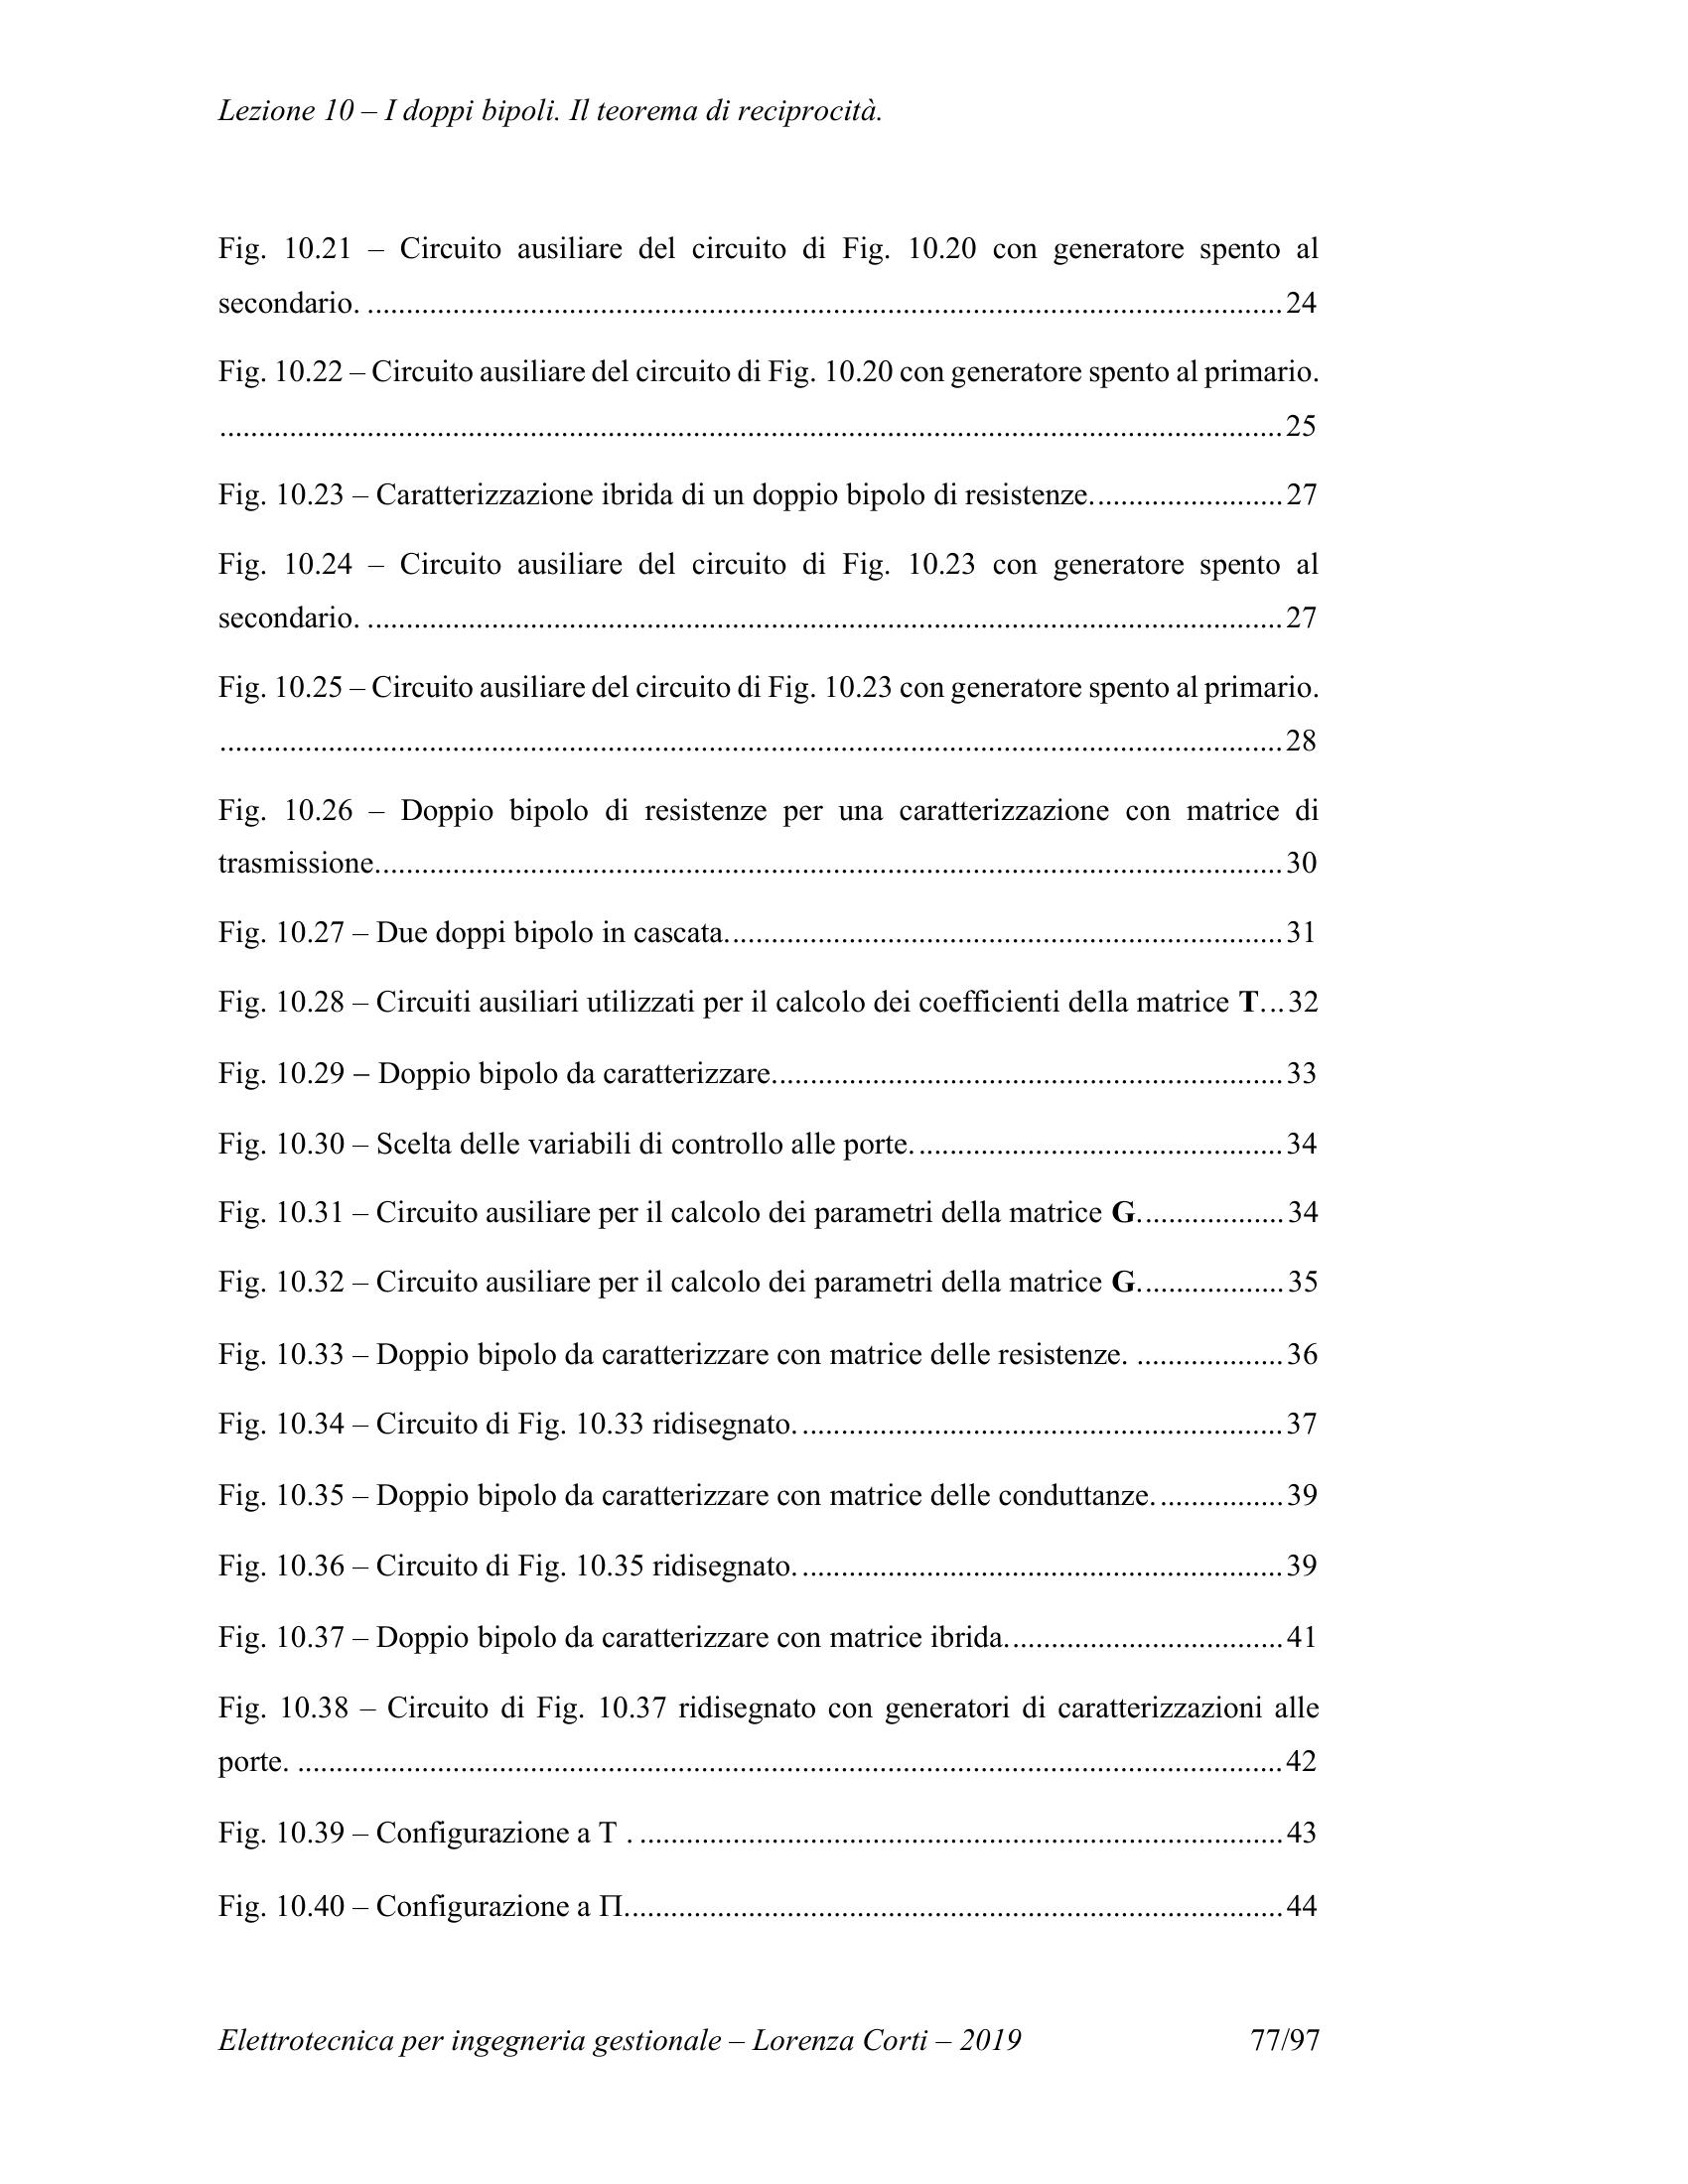 Lezione 10 – I doppi bipoli. Il teorema di reciprocità.
Fig. 10.21 – Circuito ausiliare del circuito di Fig. 10.20 con generatore spento al
secondario. ........................................................................................................................ 24
Fig. 10.22 – Circuito ausiliare del circuito di Fig. 10.20 con generatore spento al primario.
........................................................................................................................................... 25
Fig. 10.23 – Caratterizzazione ibrida di un doppio bipolo di resistenze. ........................ 27
Fig. 10.24 – Circuito ausiliare del circuito di Fig. 10.23 con generatore spento al
secondario. ........................................................................................................................ 27
Fig. 10.25 – Circuito ausiliare del circuito di Fig. 10.23 con generatore spento al primario.
........................................................................................................................................... 28
Fig. 10.26 – Doppio bipolo di resistenze per una caratterizzazione con matrice di
trasmissione. ...................................................................................................................... 30
Fig. 10.27 – Due doppi bipolo in cascata. ........................................................................ 31
Fig. 10.28 – Circuiti ausiliari utilizzati per il calcolo dei coefficienti della matrice T. .. 32
Fig. 10.29 – Doppio bipolo da caratterizzare. .................................................................. 33
Fig. 10.30 – Scelta delle variabili di controllo alle porte. ............................................... 34
Fig. 10.31 – Circuito ausiliare per il calcolo dei parametri della matrice G. .................. 34
Fig. 10.32 – Circuito ausiliare per il calcolo dei parametri della matrice G. .................. 35
Fig. 10.33 – Doppio bipolo da caratterizzare con matrice delle resistenze. ................... 36
Fig. 10.34 – Circuito di Fig. 10.33 ridisegnato. ............................................................... 37
Fig. 10.35 – Doppio bipolo da caratterizzare con matrice delle conduttanze. ................ 39
Fig. 10.36 – Circuito di Fig. 10.35 ridisegnato. ............................................................... 39
Fig. 10.37 – Doppio bipolo da caratterizzare con matrice ibrida. ................................... 41
Fig. 10.38 – Circuito di Fig. 10.37 ridisegnato con generatori di caratterizzazioni alle
porte. ................................................................................................................................. 42
Fig. 10.39 – Configurazione a T . ..................................................................................... 43
Fig. 10.40 – Configurazione a Π. ...................................................................................... 44
Elettrotecnica per ingegneria gestionale – Lorenza Corti – 2019 77/97